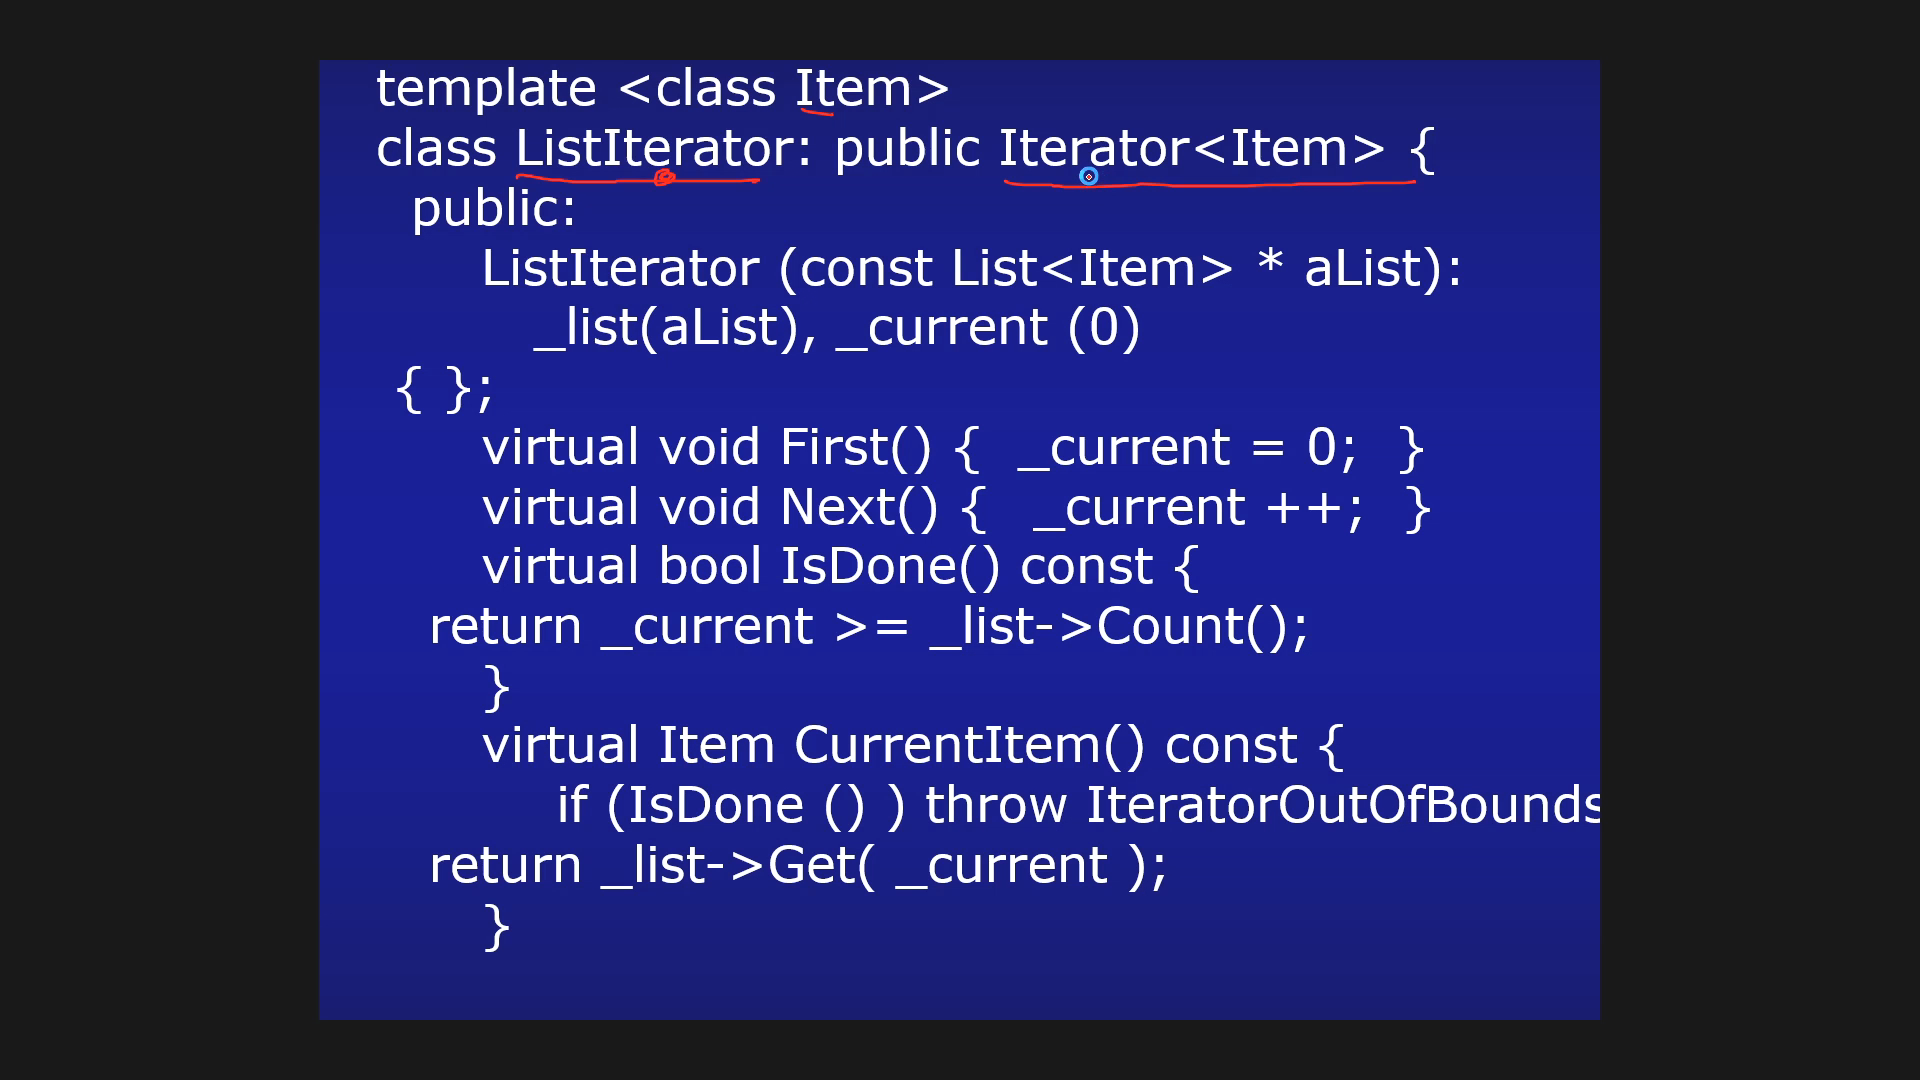 template <class Item>
class ListIterator: public Iterator<Item> {
public:
ListIterator (const List<Item> * aList):
_list(aList), _current (0)
{ };
virtual void First() { _current = 0; }
virtual void Next() { _current ++; }
virtual bool IsDone() const {
return _current >= _list->Count();
}
virtual Item CurrentItem() const {
if (IsDone () ) throw IteratorOutOfBounds
return _list->Get( _current );
}